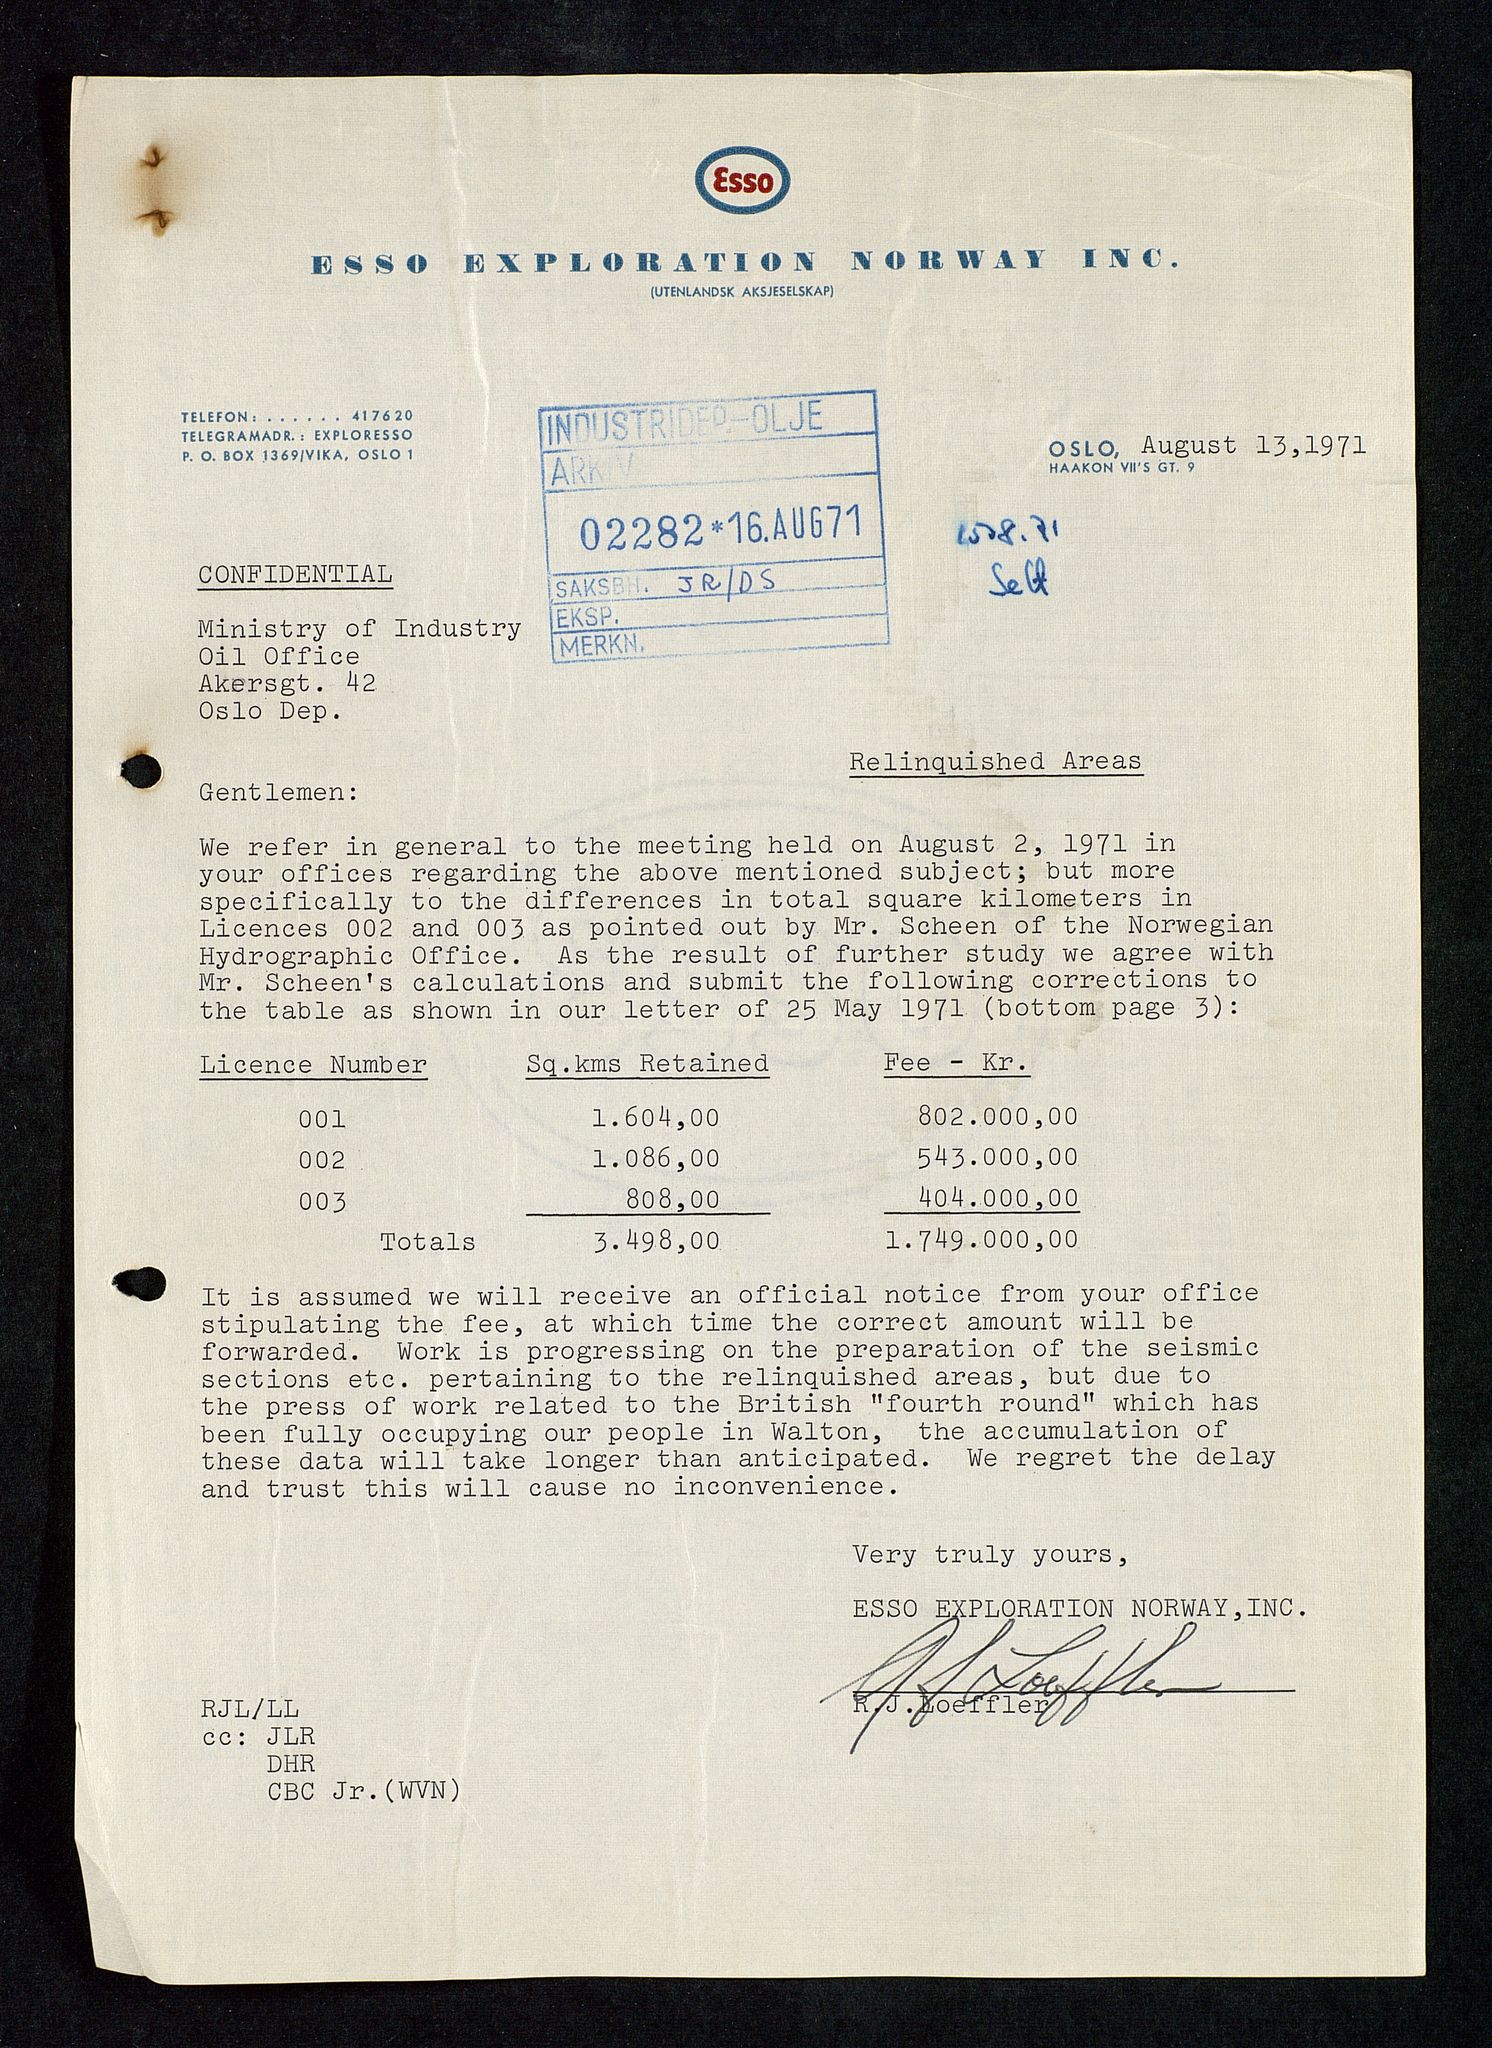 Esso
ESSO EXPLORATION NORWAY INC.
(UTENLANDSK AKSJESELSKAP)
TELEFON: . . . . . . 417620
TELEGRAMADR.: EXPLORESSO
P. O. BOX 1369/VIKA, OSLO 1
INDUSTRIDEP.-OLJE
ARKIV
02282*16.AUG71
SAKSBH. JR/DS
EKSP.
MERKN.
OSLO, August 13,1971
HAAKON VII'S GT. 9
CONFIDENTIAL
Ministry of Industry
Oil Office
Akersgt. 42
Oslo Dep.
Relinquished Areas
Gentlemen:
We refer in general to the meeting held on August 2, 1971 in
your offices regarding the above mentioned subject; but more
specifically to the differences in total square kilometers in
Licences 002 and 003 as pointed out by Mr. Scheen of the Norwegian
Hydrographic Office. As the result of further study we agree with
Mr. Scheen's calculations and submit the following corrections to
the table as shown in our letter of 25 May 1971 (bottom page 3):
Licence Number Sq.kms Retained Fee - Kr.
001 1.604,00 802.000,00
002 1.086,00 543.000,00
003 808,00 404.000,00
Totals 3.498,00 1.749.000,00
It is assumed we will receive an official notice from your office
stipulating the fee, at which time the correct amount will be
forwarded. Work is progressing on the preparation of the seismic
sections etc. pertaining to the relinquished areas, but due to
the press of work related to the British "fourth round" which has
been fully occupying our people in Walton, the accumulation of
these data will take longer than anticipated. We regret the delay
and trust this will cause no inconvenience.
Very truly yours,
ESSO EXPLORATION NORWAY,INC.
R.J.Loeffler
RJL/LL
cc: JLR
DHR
CBC Jr.(WVN)